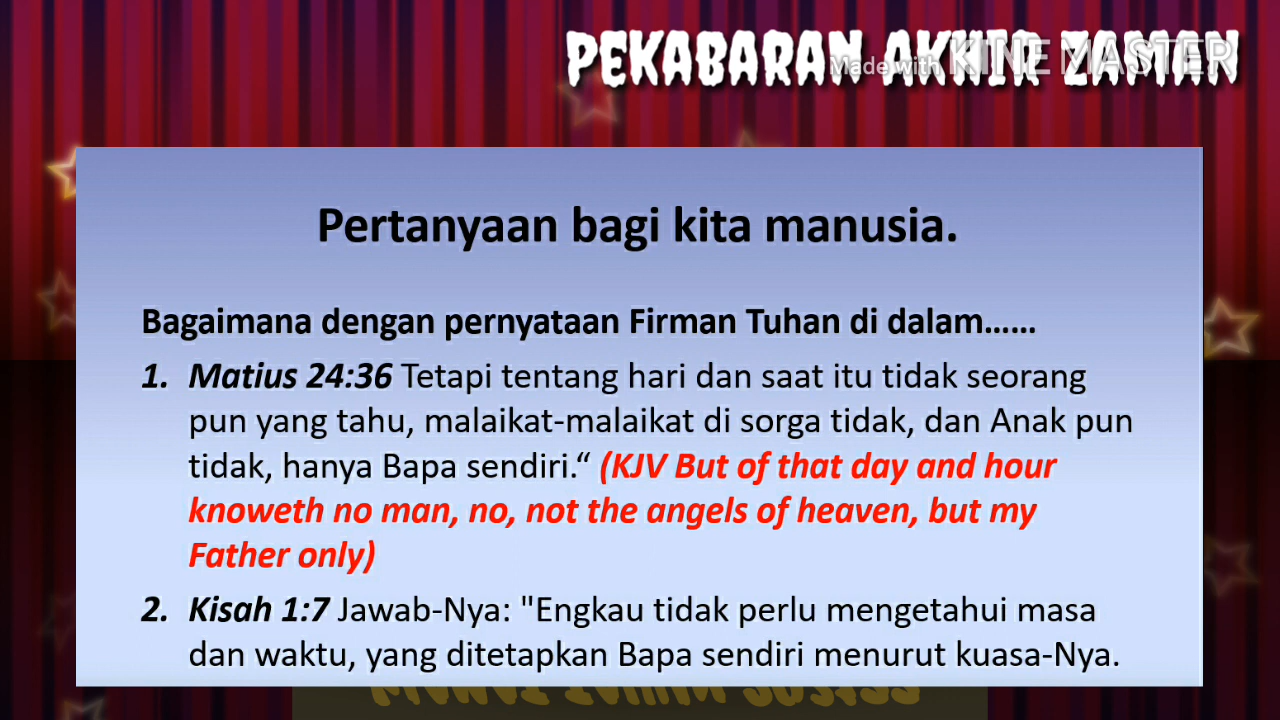 PEKABARAN AKHIR ZAMAN
Made with KINEMASTER
Pertanyaan bagi kita manusia.
Bagaimana dengan pernyataan Firman Tuhan di dalam......
1. Matius 24:36 Tetapi tentang hari dan saat itu tidak seorang
pun yang tahu, malaikat-malaikat di sorga tidak, dan Anak pun
tidak, hanya Bapa sendiri.“ (KJV But of that day and hour
knoweth no man, no, not the angels of heaven, but my
Father only)
2. Kisah 1:7 Jawab-Nya: "Engkau tidak perlu mengetahui masa
dan waktu, yang ditetapkan Bapa sendiri menurut kuasa-Nya.